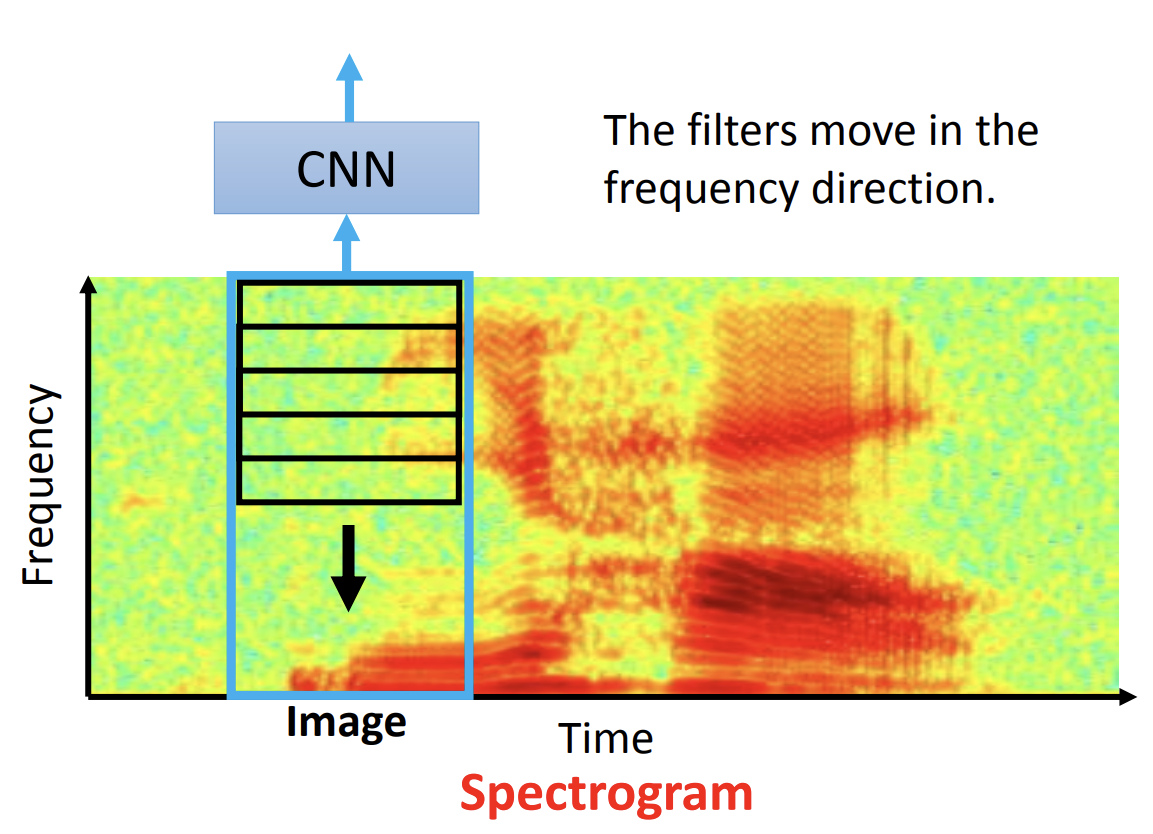 The filters move in the
frequency direction.
CNN
Frequency
Image
Time
Spectrogram